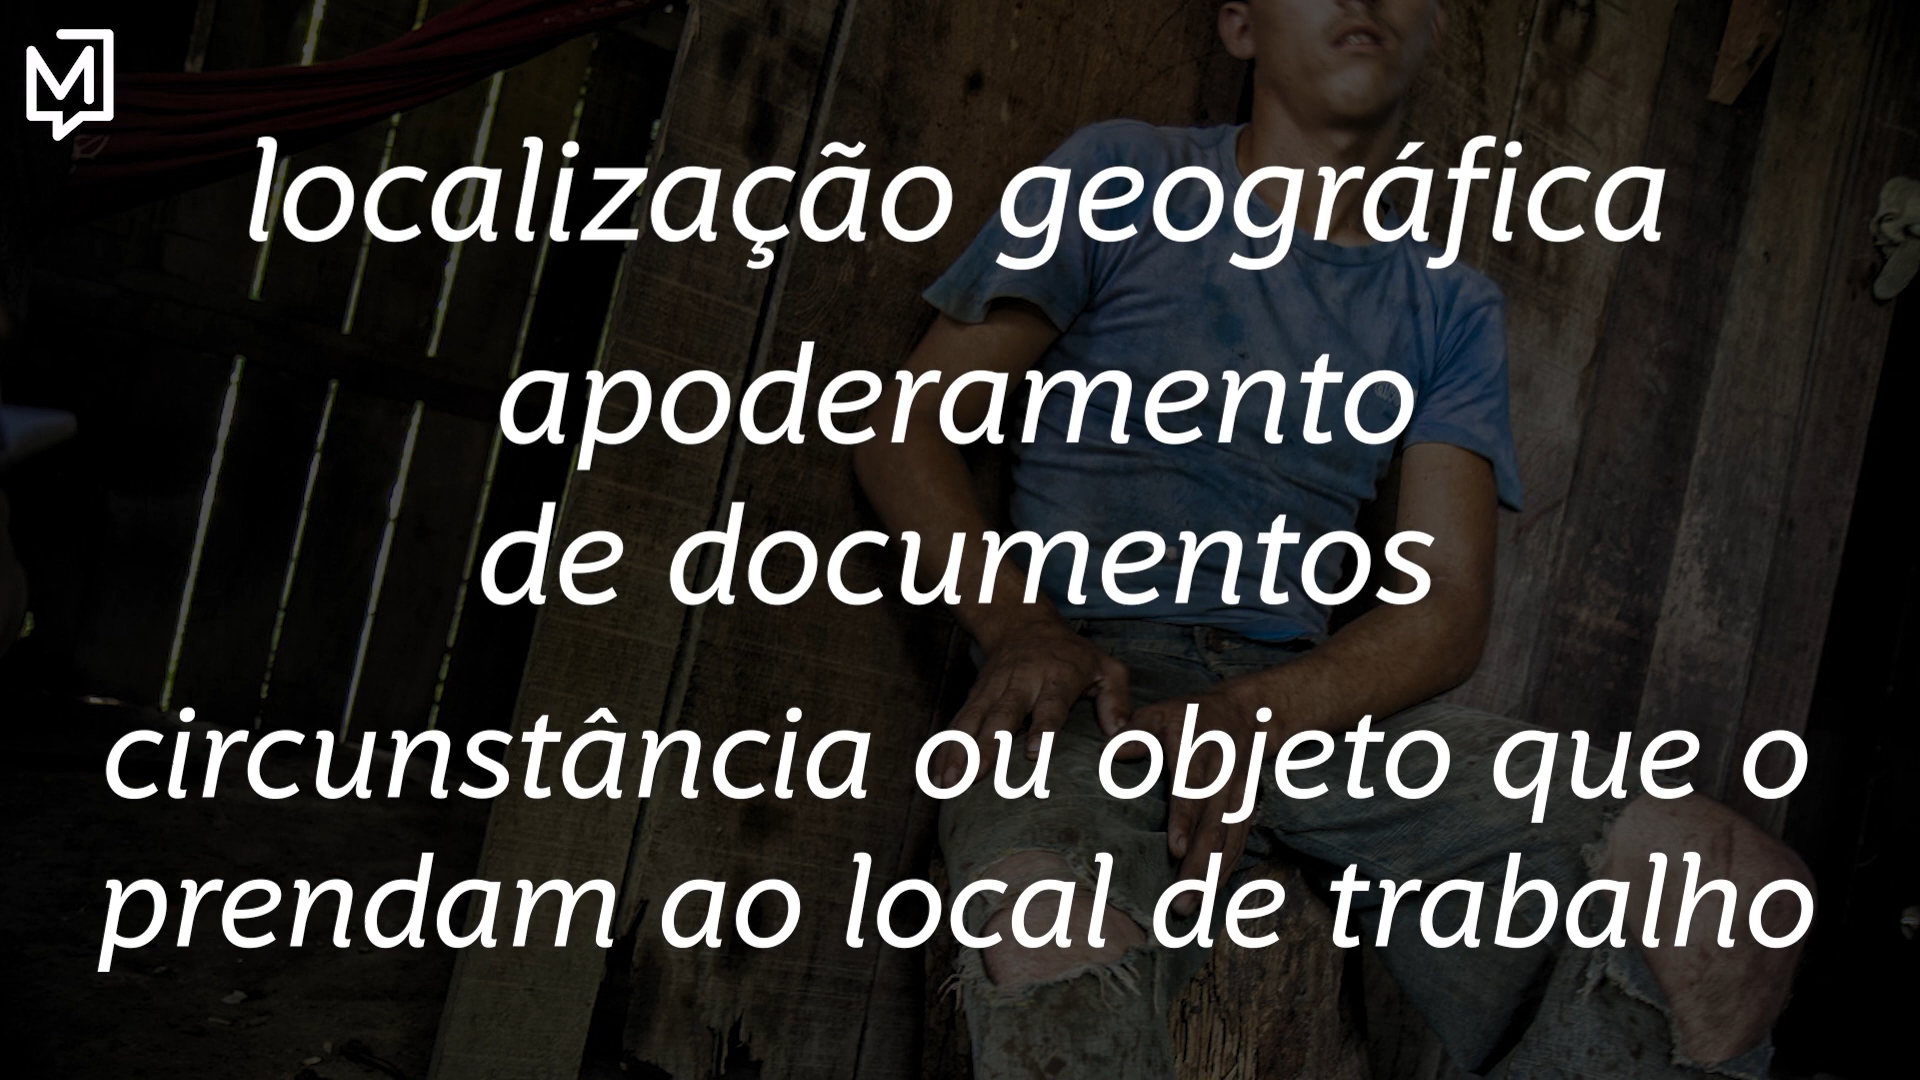 M
localização geográfica
apoderamento
de documentos
circunstância ou objeto que o
prendam ao local de trabalho